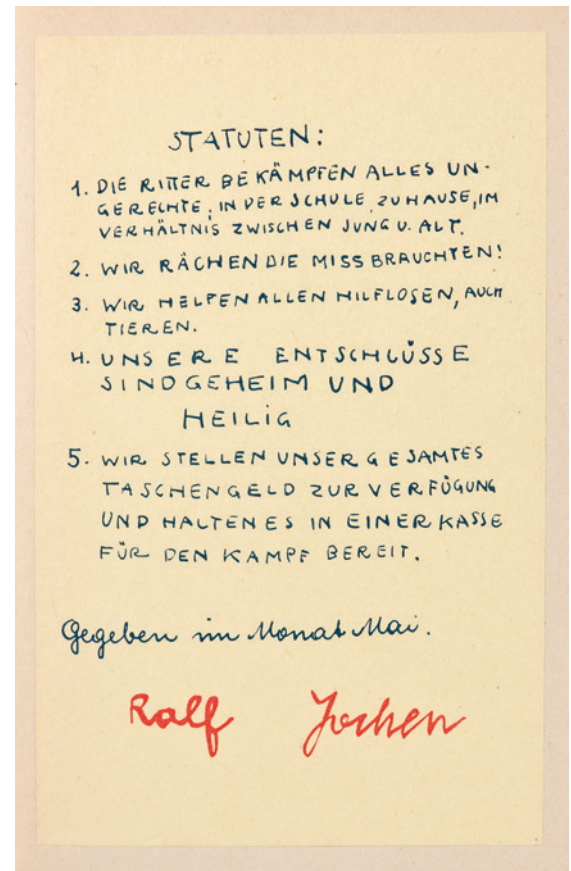 STATUTEN:
1. DIE RITTER BEKÄMPFEN ALLES UN-
GERECHTE; IN DER SCHULE, ZUHAUSE, IM
VERHÄLTNIS ZWISCHEN JUNG U. ALT.
2. WIR RÄCHEN DIE MISSBRAUCHTEN!
3. WIR HELFEN ALLEN HILFLOSEN, AUCH
TIEREN.
4. UNSERE ENTSCHLÜSSE
SIND GEHEIM UND
HEILIG
5. WIR STELLEN UNSER GESAMTES
TASCHENGELD ZUR VERFÜGUNG
UND HALTEN ES IN EINER KASSE
FÜR DEN KAMPF BEREIT.
Gegeben im Monat Mai.
Ralf Jochen